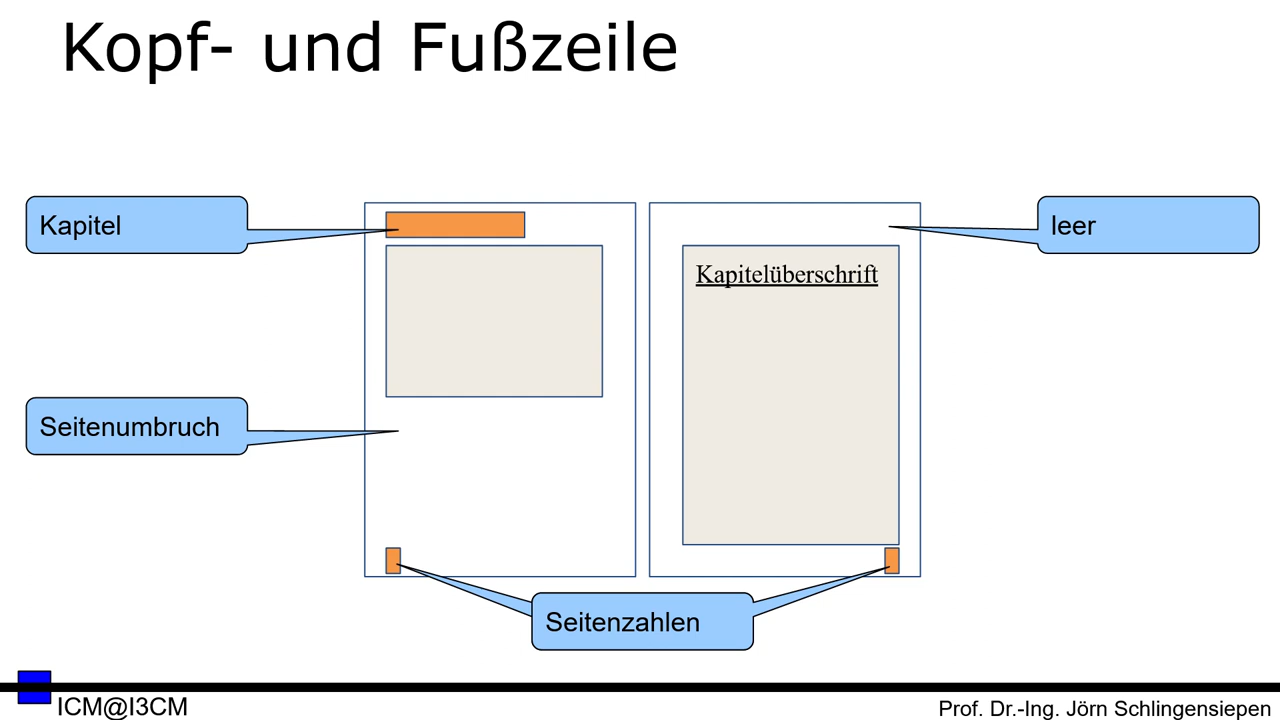 Kopf- und Fußzeile
Kapitel
leer
Kapitelüberschrift
Seitenumbruch
Seitenzahlen
ICM@I3CM
Prof. Dr.-Ing. Jörn Schlingensiepen